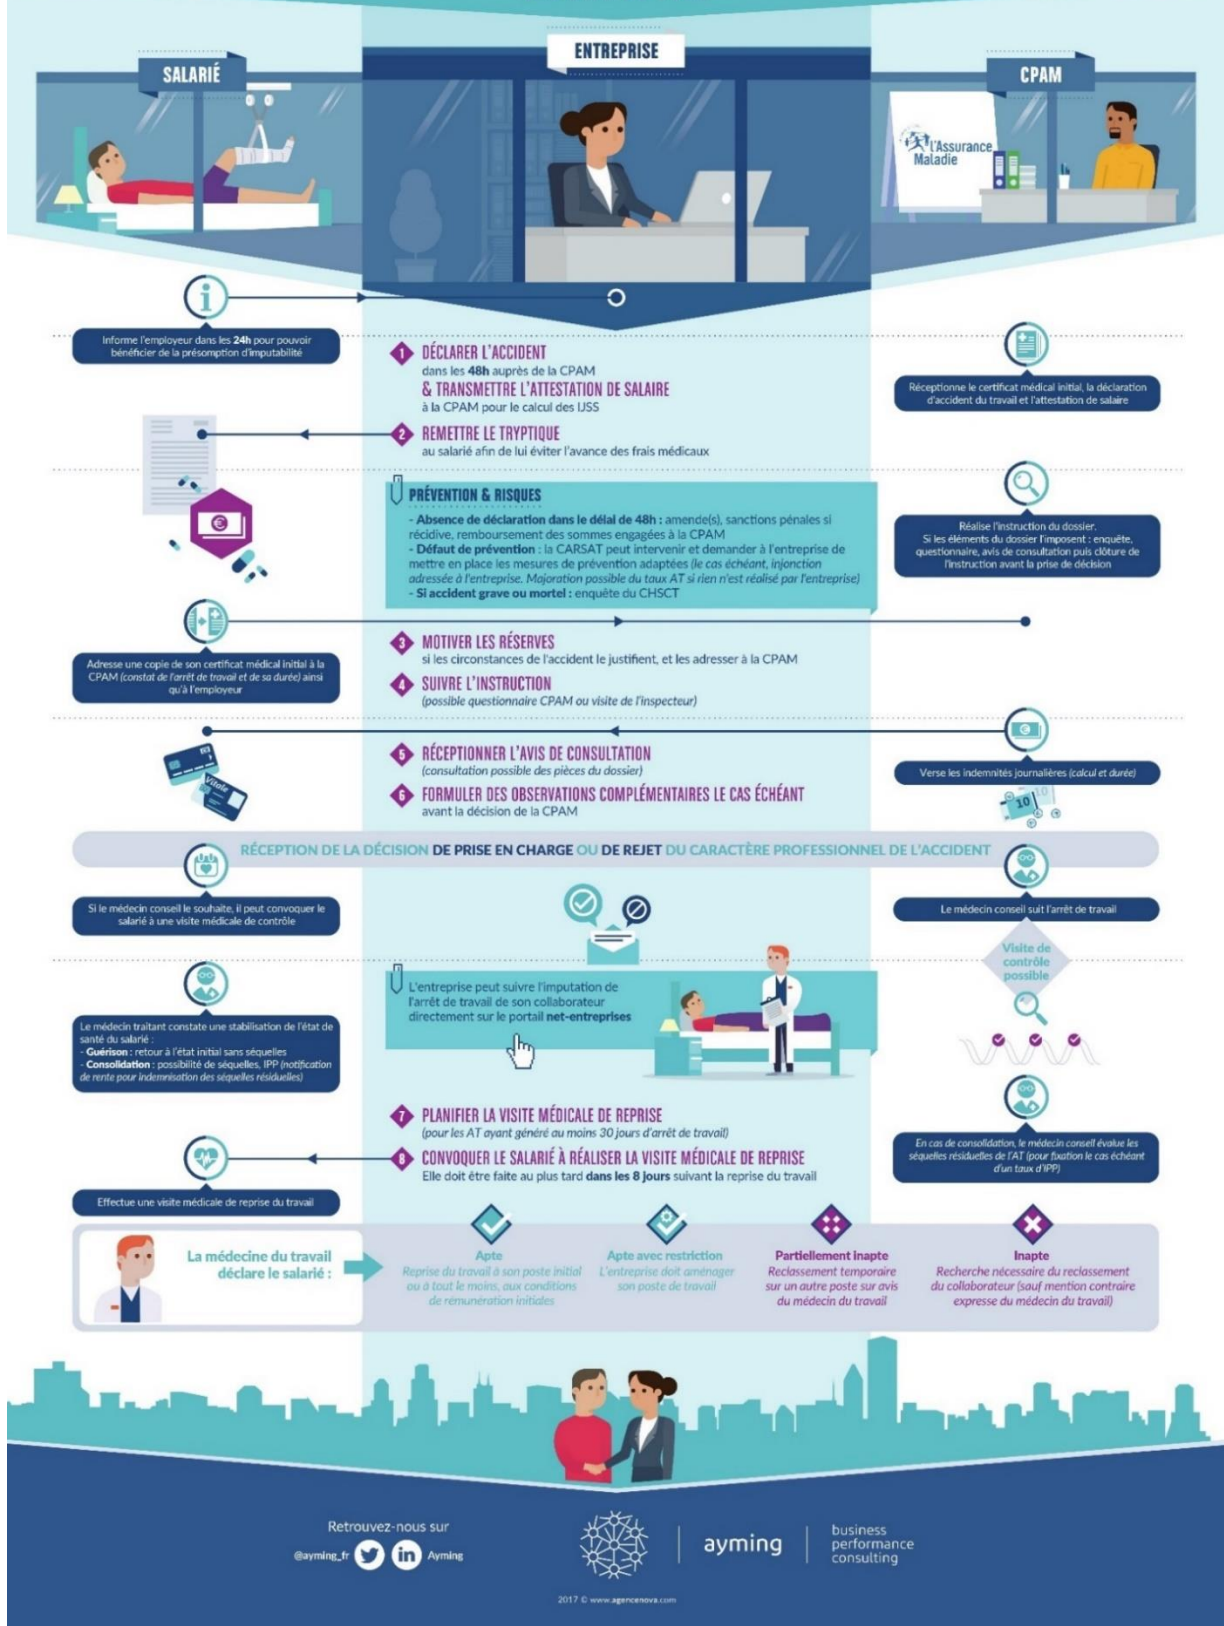 SALARIÉ
ENTREPRISE
CPAM
l'Assurance
Maladie
Informe l'employeur dans les 24h pour pouvoir
bénéficier de la présomption d'imputabilité
1 DÉCLARER L'ACCIDENT
dans les 48h auprès de la CPAM
& TRANSMETTRE L'ATTESTATION DE SALAIRE
à la CPAM pour le calcul des IJSS
Réceptionne le certificat médical initial, la déclaration
d'accident du travail et l'attestation de salaire
2 REMETTRE LE TRYPTIQUE
au salarié afin de lui éviter l'avance des frais médicaux
PRÉVENTION & RISQUES
- Absence de déclaration dans le délai de 48h : amende(s), sanctions pénales si
récidive, remboursement des sommes engagées à la CPAM
- Défaut de prévention : la CARSAT peut intervenir et demander à l'entreprise de
mettre en place les mesures de prévention adaptées (le cas échéant, injonction
adressée à l'entreprise. Majoration possible du taux AT si rien n'est réalisé par l'entreprise)
- Si accident grave ou mortel : enquête du CHSCT
Réalise l'instruction du dossier.
Si les éléments du dossier l'imposent : enquête,
questionnaire, avis de consultation puis clôture de
l'instruction avant la prise de décision
Adresse une copie de son certificat médical initial à la
CPAM (constat de l'arrêt de travail et de sa durée) ainsi
qu'à l'employeur
3 MOTIVER LES RÉSERVES
si les circonstances de l'accident le justifient, et les adresser à la CPAM
4 SUIVRE L'INSTRUCTION
(possible questionnaire CPAM ou visite de l'inspecteur)
Vitale
5 RÉCEPTIONNER L'AVIS DE CONSULTATION
(consultation possible des pièces du dossier)
6 FORMULER DES OBSERVATIONS COMPLÉMENTAIRES LE CAS ÉCHÉANT
avant la décision de la CPAM
Verse les indemnités journalières (calcul et durée)
10
10
RÉCEPTION DE LA DÉCISION DE PRISE EN CHARGE OU DE REJET DU CARACTÈRE PROFESSIONNEL DE L'ACCIDENT
Si le médecin conseil le souhaite, il peut convoquer le
salarié à une visite médicale de contrôle
Le médecin conseil suit l'arrêt de travail
Visite de
contrôle
possible
L'entreprise peut suivre l'imputation de
l'arrêt de travail de son collaborateur
directement sur le portail net-entreprises
Le médecin traitant constate une stabilisation de l'état de
santé du salarié :
- Guérison : retour à l'état initial sans séquelles
- Consolidation : possibilité de séquelles, IPP (notification
de rente pour indemnisation des séquelles résiduelles)
7 PLANIFIER LA VISITE MÉDICALE DE REPRISE
(pour les AT ayant généré au moins 30 jours d'arrêt de travail)
8 CONVOQUER LE SALARIÉ À RÉALISER LA VISITE MÉDICALE DE REPRISE
Elle doit être faite au plus tard dans les 8 jours suivant la reprise du travail
En cas de consolidation, le médecin conseil évalue les
séquelles résiduelles de l'AT (pour fixation le cas échéant
d'un taux d'IPP)
Effectue une visite médicale de reprise du travail
La médecine du travail
déclare le salarié :
Apte
Reprise du travail à son poste initial
ou à tout le moins, aux conditions
de rémunération initiales
Apte avec restriction
L'entreprise doit aménager
son poste de travail
Partiellement inapte
Reclassement temporaire
sur un autre poste sur avis
du médecin du travail
Inapte
Recherche nécessaire du reclassement
du collaborateur (sauf mention contraire
expresse du médecin du travail)
Retrouvez-nous sur
@ayming_fr in Ayming
ayming
business
performance
consulting
2017 © www.agencenova.com